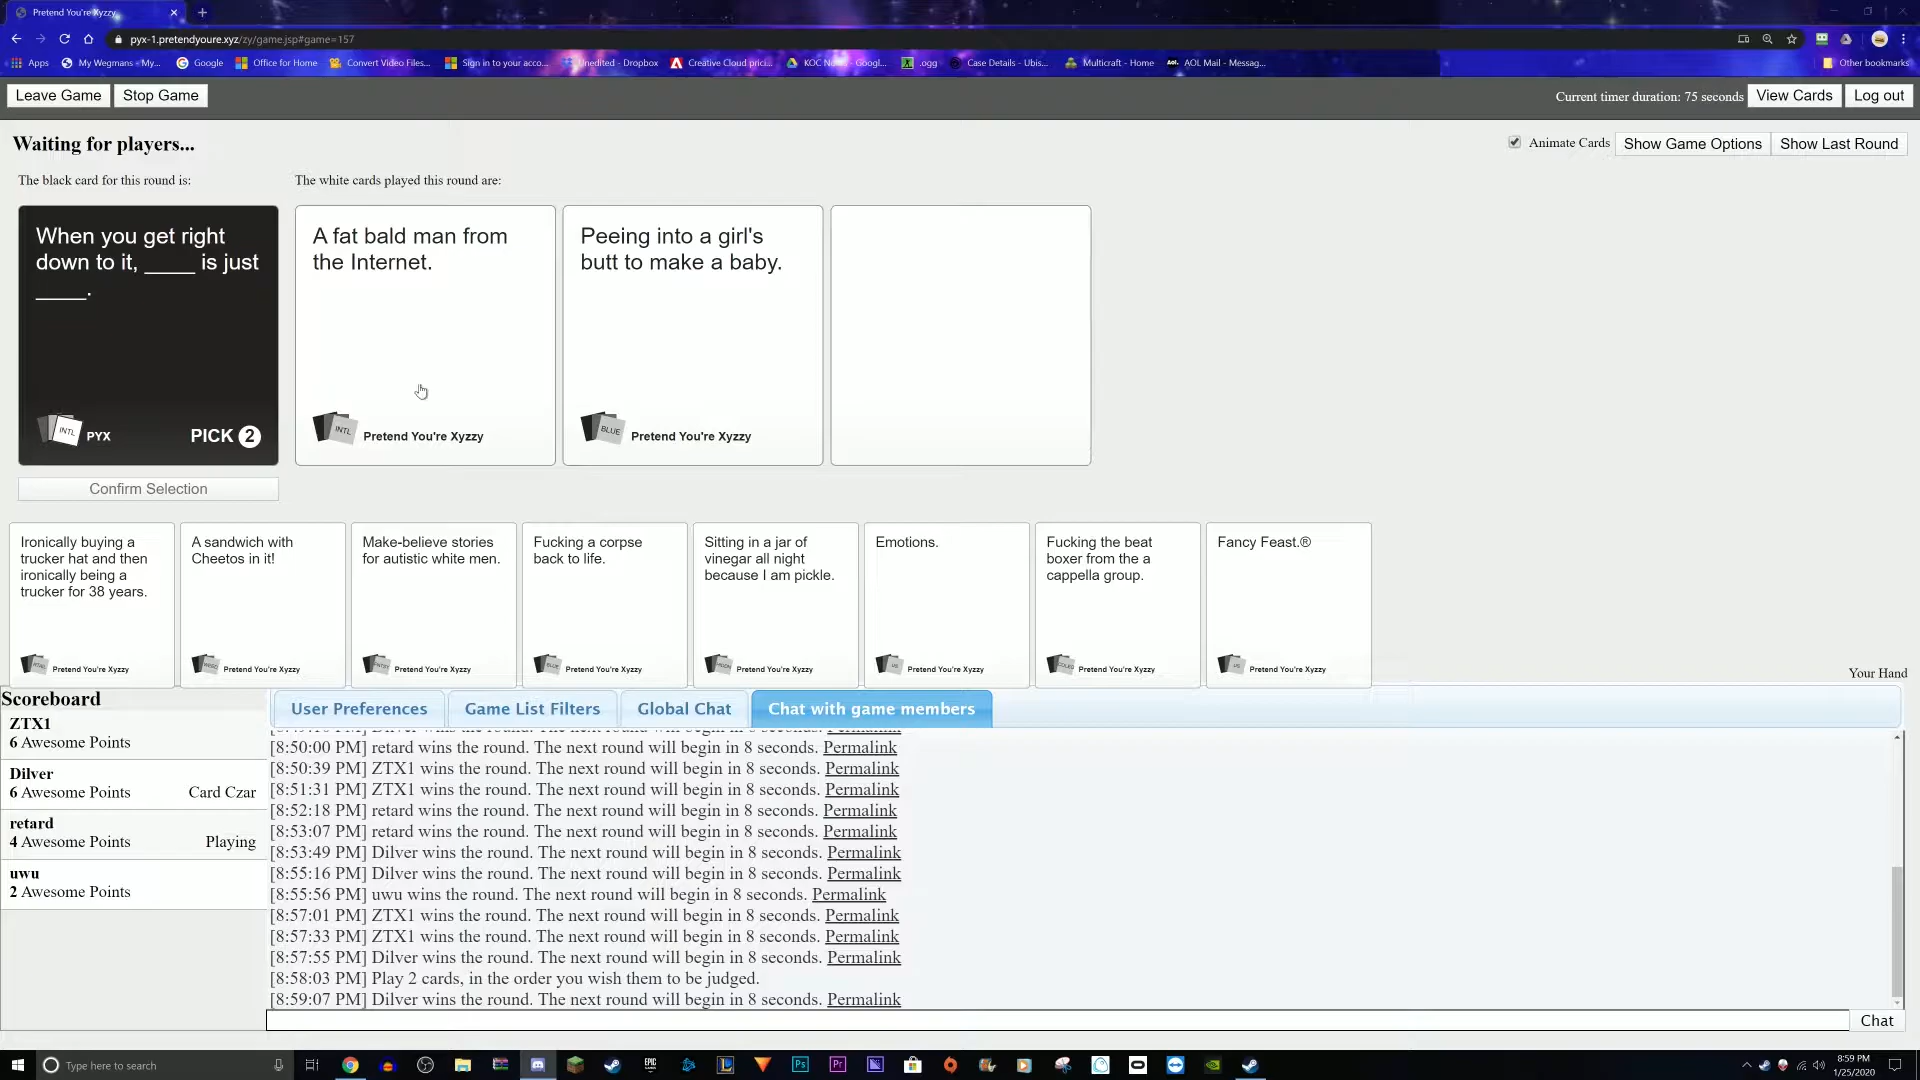 Pretend You're Xyzzy
pyx-1.pretendyoure.xyz/zy/game.jsp#game=157
Apps
My Wegmans - My...
Google
Office for Home
Convert Video Files...
Sign in to your acco...
Unedited - Dropbox
Creative Cloud prici...
KOC No... - Googl...
.ogg
Case Details - Ubis...
Multicraft - Home
Aol.
AOL Mail - Messag...
Other bookmarks
Leave Game
Stop Game
Current timer duration: 75 seconds
View Cards
Log out
Waiting for players...
Animate Cards
Show Game Options
Show Last Round
The black card for this round is:
The white cards played this round are:
When you get right
down to it, ____ is just
____.
INTL
PYX
PICK 2
A fat bald man from
the Internet.
INTL
Pretend You're Xyzzy
Peeing into a girl's
butt to make a baby.
BLUE
Pretend You're Xyzzy
Confirm Selection
Ironically buying a
trucker hat and then
ironically being a
trucker for 38 years.
Pretend You're Xyzzy
A sandwich with
Cheetos in it!
Pretend You're Xyzzy
Make-believe stories
for autistic white men.
Pretend You're Xyzzy
Fucking a corpse
back to life.
BLUE
Pretend You're Xyzzy
Sitting in a jar of
vinegar all night
because I am pickle.
Pretend You're Xyzzy
Emotions.
US
Pretend You're Xyzzy
Fucking the beat
boxer from the a
cappella group.
Pretend You're Xyzzy
Fancy Feast.®
US
Pretend You're Xyzzy
Your Hand
Scoreboard
ZTX1
6 Awesome Points
Dilver
6 Awesome Points
Card Czar
retard
4 Awesome Points
Playing
uwu
2 Awesome Points
User Preferences
Game List Filters
Global Chat
Chat with game members
[8:50:00 PM] retard wins the round. The next round will begin in 8 seconds. Permalink
[8:50:39 PM] ZTX1 wins the round. The next round will begin in 8 seconds. Permalink
[8:51:31 PM] ZTX1 wins the round. The next round will begin in 8 seconds. Permalink
[8:52:18 PM] retard wins the round. The next round will begin in 8 seconds. Permalink
[8:53:07 PM] retard wins the round. The next round will begin in 8 seconds. Permalink
[8:53:49 PM] Dilver wins the round. The next round will begin in 8 seconds. Permalink
[8:55:16 PM] Dilver wins the round. The next round will begin in 8 seconds. Permalink
[8:55:56 PM] uwu wins the round. The next round will begin in 8 seconds. Permalink
[8:57:01 PM] ZTX1 wins the round. The next round will begin in 8 seconds. Permalink
[8:57:33 PM] ZTX1 wins the round. The next round will begin in 8 seconds. Permalink
[8:57:55 PM] Dilver wins the round. The next round will begin in 8 seconds. Permalink
[8:58:03 PM] Play 2 cards, in the order you wish them to be judged.
[8:59:07 PM] Dilver wins the round. The next round will begin in 8 seconds. Permalink
Chat
Type here to search
EPIC
GAMES
Ps
Pr
8:59 PM
1/25/2020